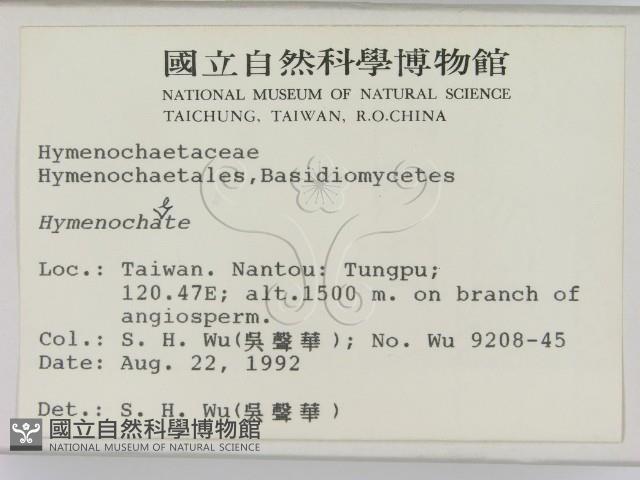 國立自然科學博物館
NATIONAL MUSEUM OF NATURAL SCIENCE
TAICHUNG, TAIWAN, R.O.CHINA
Hymenochaetaceae
Hymenochaetales,Basidiomycetes
Hymenochaete
Loc.: Taiwan. Nantou: Tungpu;
120.47E; alt.1500 m. on branch of
angiosperm.
Col.: S. H. Wu(吳聲華); No. Wu 9208-45
Date: Aug. 22, 1992
Det.: S. H. Wu(吳聲華)
國立自然科學博物館
NATIONAL MUSEUM OF NATURAL SCIENCE